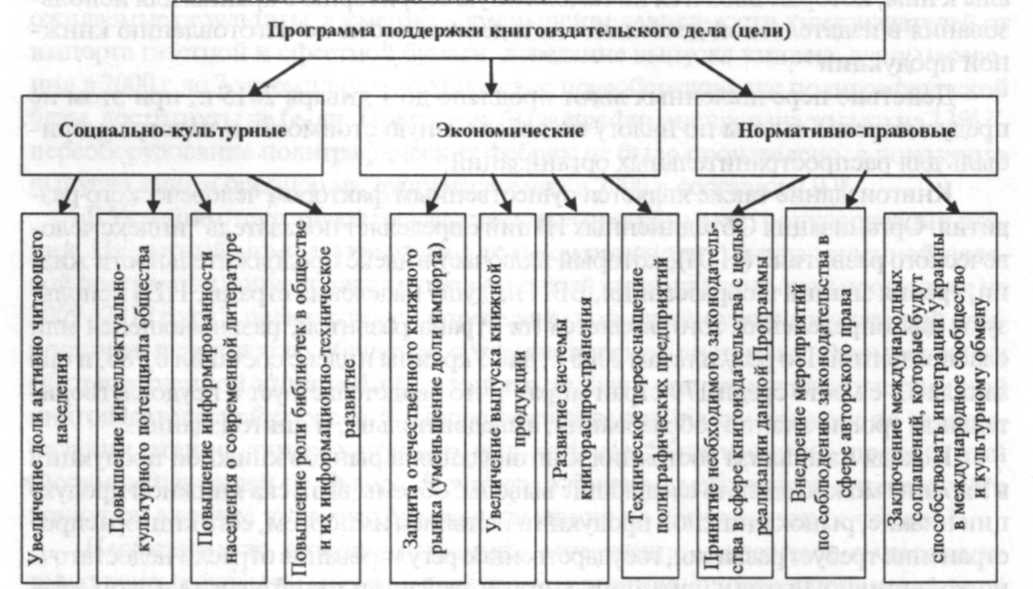 Программа поддержки книгоиздательского дела (цели)
Социально-культурные
Экономические
Нормативно-правовые
Увеличение доли активно читающего
населения
Повышение интеллектуально-
культурного потенциала общества
Повышение информированности
населения о современной литературе
Повышение роли библиотек в обществе
и их информационно-техническое
развитие
Защита отечественного книжного
рынка (уменьшение доли импорта)
Увеличение выпуска книжной
продукции
Развитие системы
книгораспространения
Техническое переоснащение
полиграфических предприятий
Принятие необходимого законодатель-
ства в сфере книгоиздательства с целью
реализации данной Программы
Внедрение мероприятий
по соблюдению законодательства в
сфере авторского права
Заключение международных
соглашений, которые будут
способствовать интеграции Украины
в международное сообщество
и культурному обмену